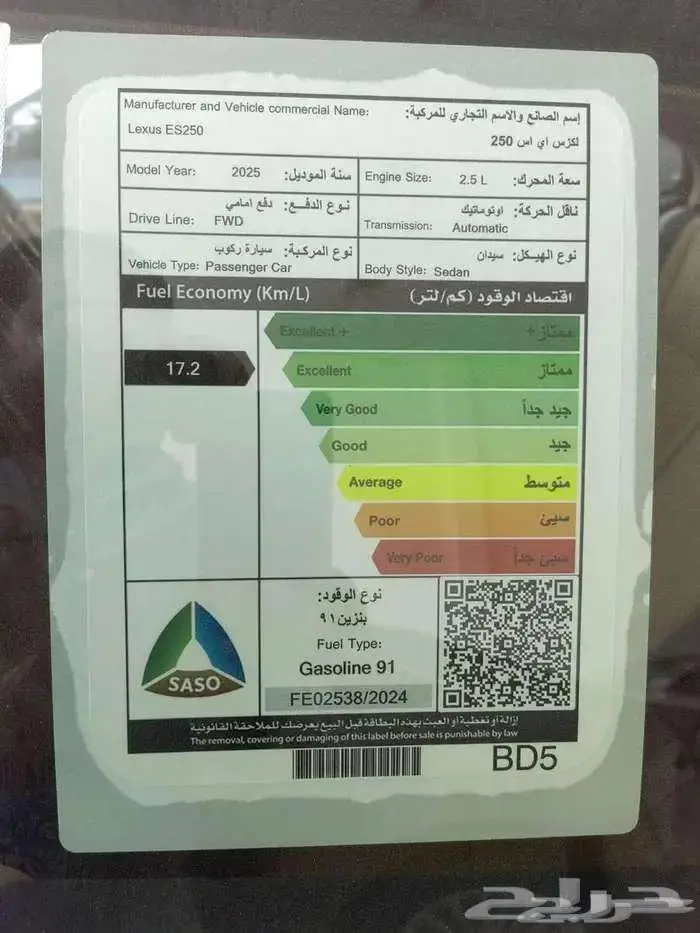 Manufacturer and Vehicle commercial Name: إسم الصانع والاسم التجاري للمركبة:
Lexus ES250 لكزس اي اس 250
Model Year: 2025 سنة الموديل:
Engine Size: 2.5 L سعة المحرك:
نوع الدفع: دفع امامي
Drive Line: FWD
ناقل الحركة: اوتوماتيك
Transmission: Automatic
نوع المركبة: سيارة ركوب
Vehicle Type: Passenger Car
نوع الهيكل: سيدان
Body Style: Sedan
Fuel Economy (Km/L) اقتصاد الوقود (كم/لتر)
Excellent + ممتاز +
17.2
Excellent ممتاز
Very Good جيد جداً
Good جيد
Average متوسط
Poor سيئ
Very Poor سيئ جداً
SASO
نوع الوقود:
بنزين ٩١
Fuel Type:
Gasoline 91
FE02538/2024
إزالة أو تغطية أو العبث بهذه البطاقة قبل البيع يعرضك للملاحقة القانونية
The removal, covering or damaging of this label before sale is punishable by law
BD5
حراج